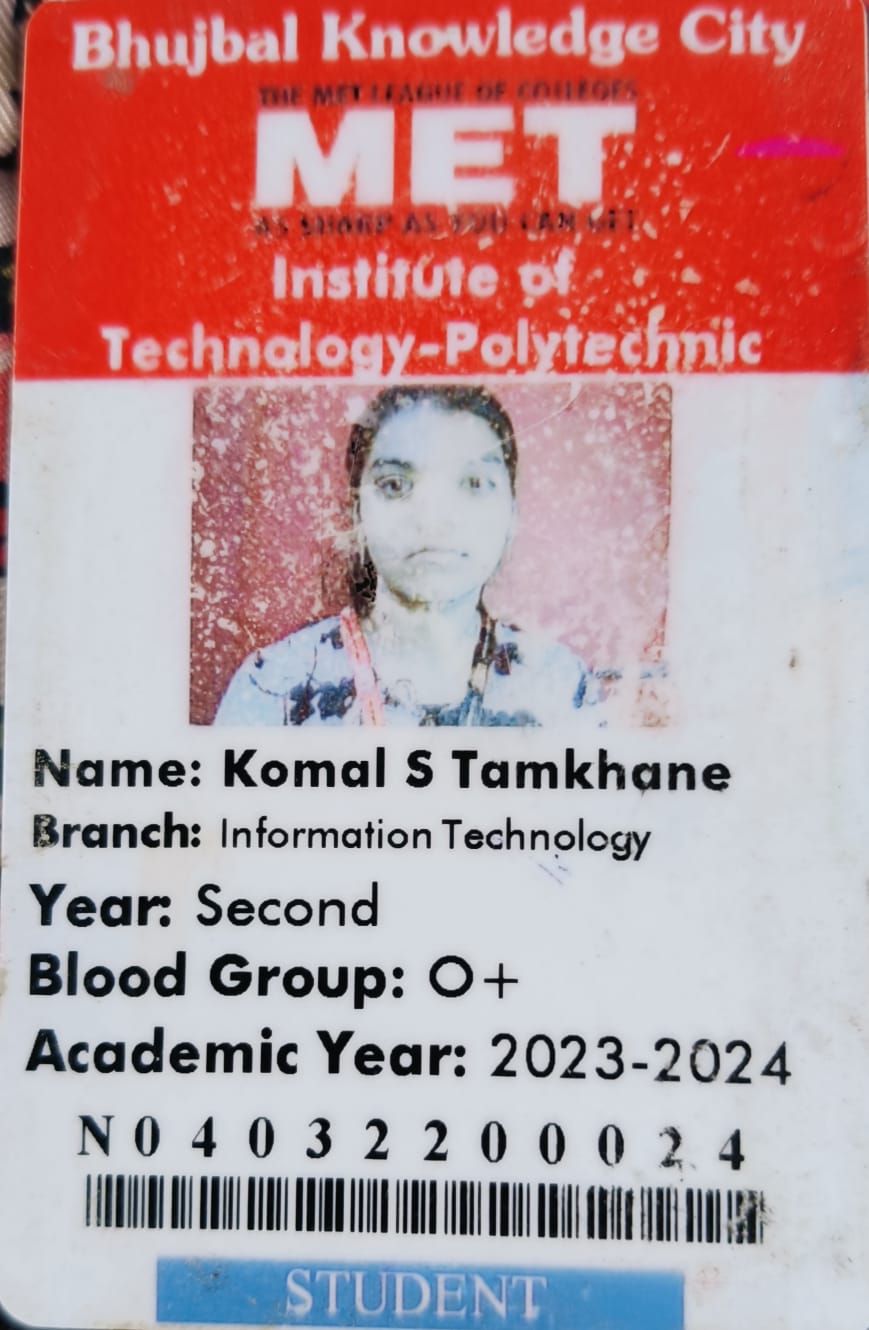 Bhujbal Knowledge City
THE MET LEAGUE OF COLLEGES
MET
AS SHARP AS YOU CAN GET
Institute of
Technology-Polytechnic
Name: Komal S Tamkhane
Branch: Information Technology
Year: Second
Blood Group: O+
Academic Year: 2023-2024
N040322000024
STUDENT